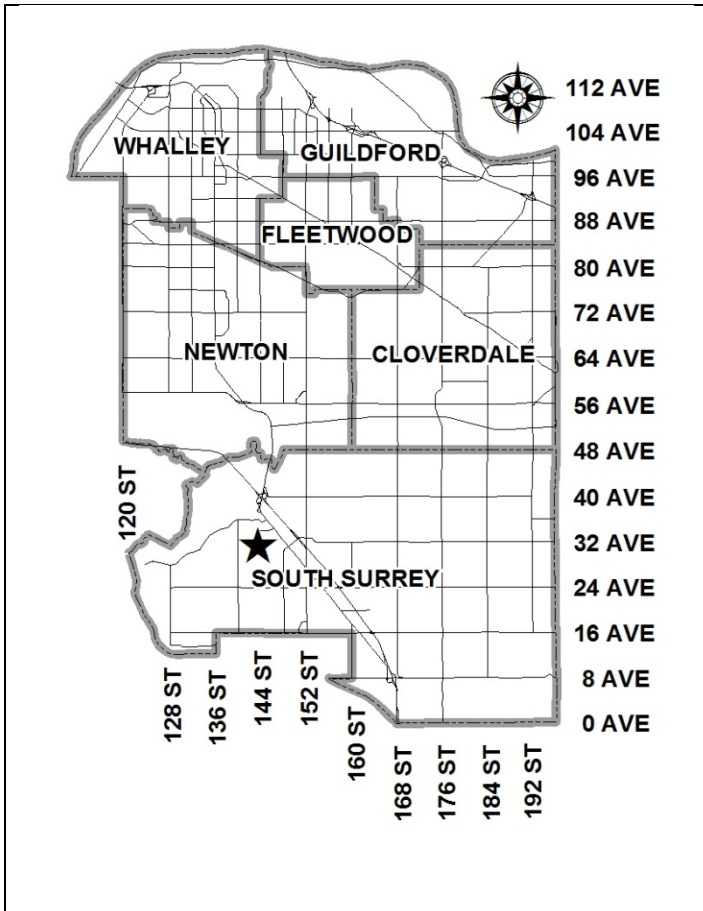 112 AVE
104 AVE
WHALLEY
GUILDFORD
96 AVE
88 AVE
FLEETWOOD
80 AVE
72 AVE
NEWTON
CLOVERDALE
64 AVE
56 AVE
48 AVE
120 ST
40 AVE
32 AVE
SOUTH SURREY
24 AVE
16 AVE
128 ST
136 ST
144 ST
152 ST
160 ST
8 AVE
0 AVE
168 ST
176 ST
184 ST
192 ST